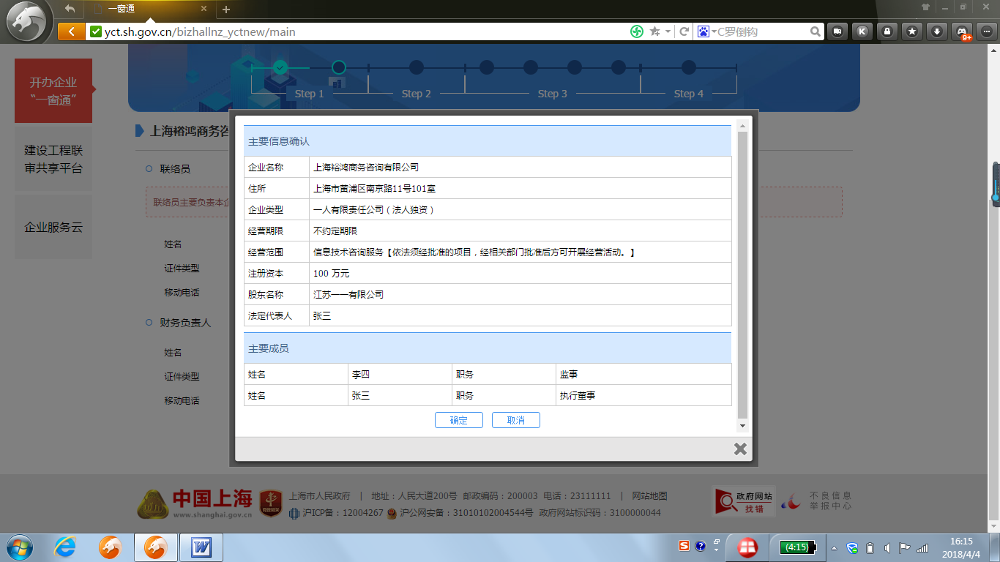 一窗通
yct.sh.gov.cn/bizhallnz_yctnew/main
C罗倒钩
K
9+
开办企业
“一窗通”
建设工程联
审共享平台
企业服务云
Step 1
Step 2
Step 3
Step 4
上海裕鸿商务咨
联络员
联络员主要负责本企
姓名
证件类型
移动电话
财务负责人
姓名
证件类型
移动电话
主要信息确认
企业名称 上海裕鸿商务咨询有限公司
住所 上海市黄浦区南京路11号101室
企业类型 一人有限责任公司（法人独资）
经营期限 不约定期限
经营范围 信息技术咨询服务【依法须经批准的项目，经相关部门批准后方可开展经营活动。】
注册资本 100 万元
股东名称 江苏一一有限公司
法定代表人 张三
主要成员
姓名 李四 职务 监事
姓名 张三 职务 执行董事
确定 取消
中国上海
www.shanghai.gov.cn
上海市人民政府 | 地址：人民大道200号 邮政编码：200003 电话：23111111 | 网站地图
沪ICP备：12004267 沪公网安备：31010102004544号 政府网站标识码：3100000044
政府网站
找错
不良信息
举报中心
(4:15)
16:15
2018/4/4